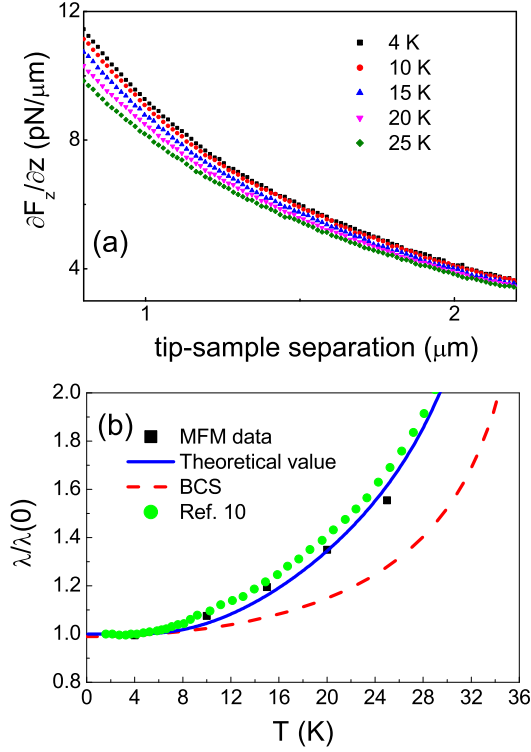 12
8
4
∂F_z/∂z (pN/μm)
4 K
10 K
15 K
20 K
25 K
(a)
1
2
tip-sample separation (μm)
2.0
1.8
1.6
1.4
1.2
1.0
0.8
λ/λ(0)
(b)
MFM data
Theoretical value
BCS
Ref. 10
0 4 8 12 16 20 24 28 32 36
T (K)